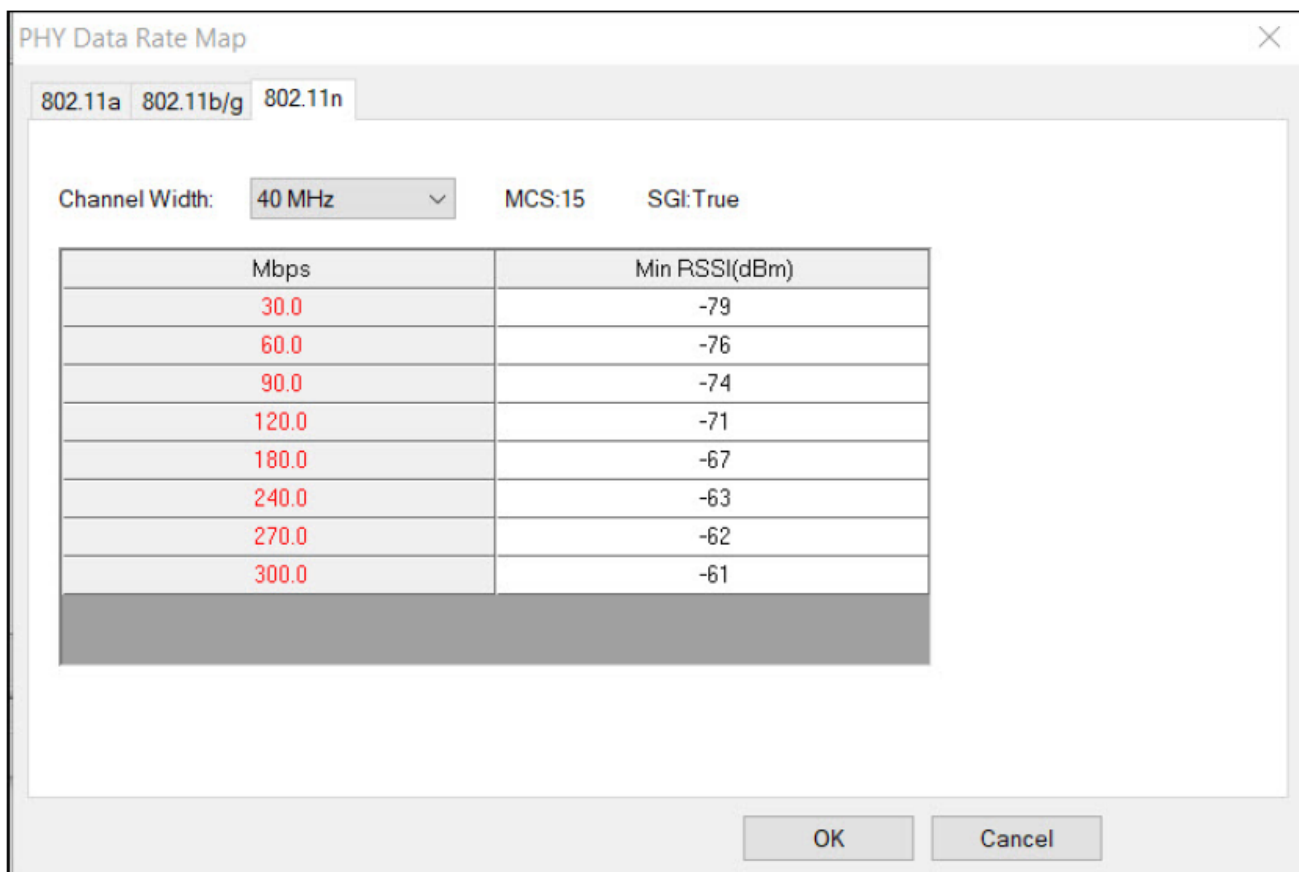 PHY Data Rate Map
802.11a 802.11b/g 802.11n
Channel Width: 40 MHz MCS:15 SGI:True
Mbps Min RSSI(dBm)
30.0 -79
60.0 -76
90.0 -74
120.0 -71
180.0 -67
240.0 -63
270.0 -62
300.0 -61
OK Cancel